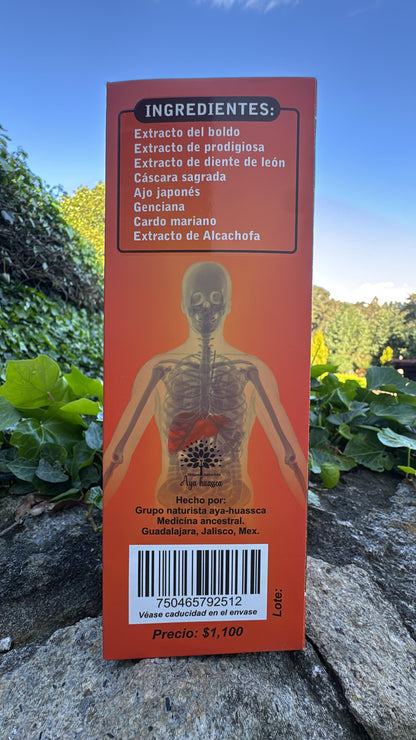 INGREDIENTES:
Extracto del boldo
Extracto de prodigiosa
Extracto de diente de león
Cáscara sagrada
Ajo japonés
Genciana
Cardo mariano
Extracto de Alcachofa
Aya huassca
Hecho por:
Grupo naturista aya-huassca
Medicina ancestral.
Guadalajara, Jalisco, Mex.
750465792512
Véase caducidad en el envase
Lote:
Precio: $1,100